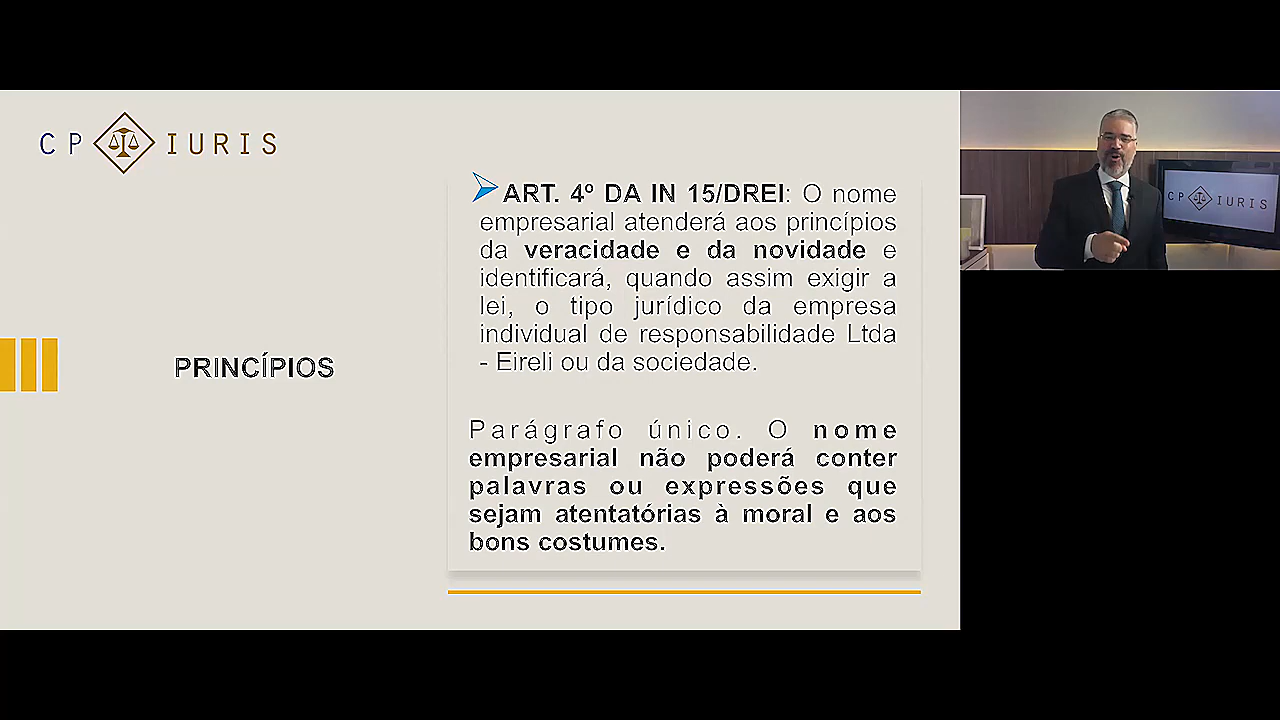 CP IURIS
PRINCÍPIOS
ART. 4º DA IN 15/DREI: O nome
empresarial atenderá aos princípios
da veracidade e da novidade e
identificará, quando assim exigir a
lei, o tipo jurídico da empresa
individual de responsabilidade Ltda
- Eireli ou da sociedade.
Parágrafo único. O nome
empresarial não poderá conter
palavras ou expressões que
sejam atentatórias à moral e aos
bons costumes.
CP IURIS